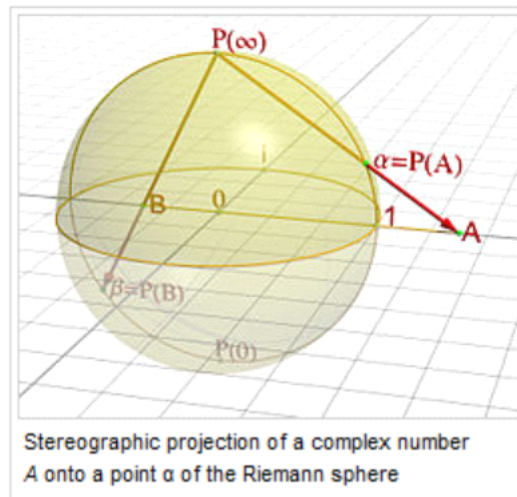 P(∞)
i
α=P(A)
B
0
1
A
β=P(B)
P(0)
Stereographic projection of a complex number
A onto a point α of the Riemann sphere